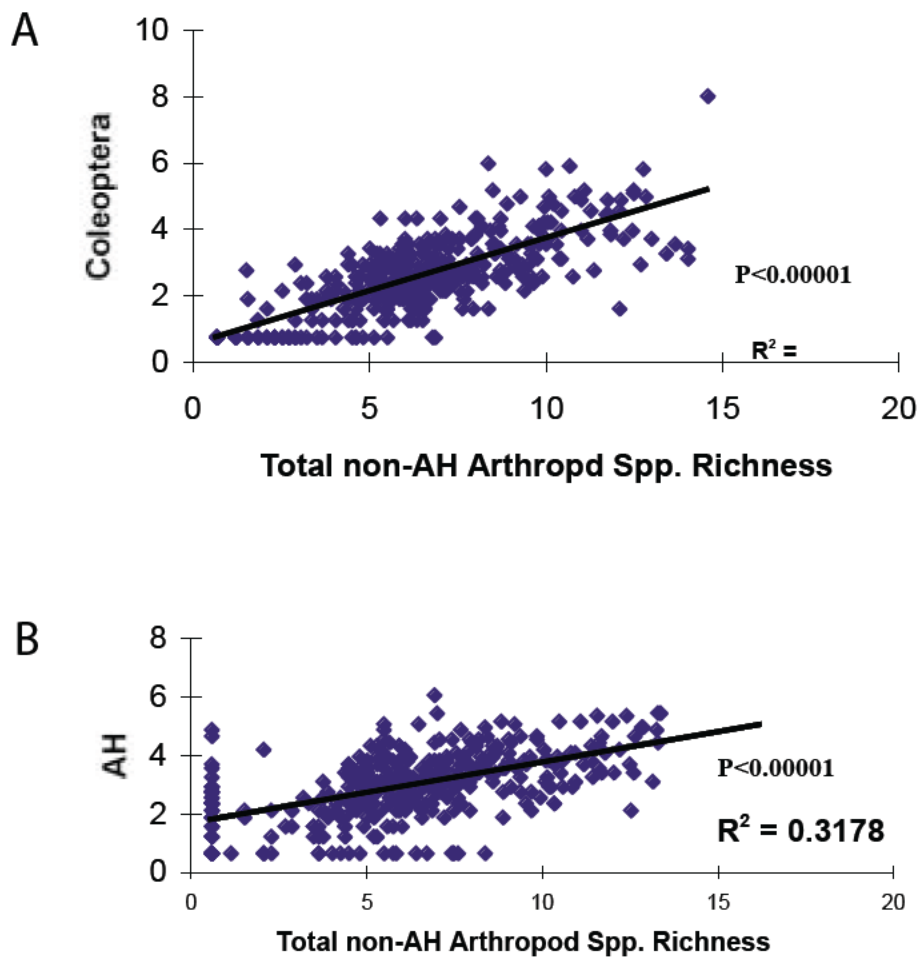 A
10
8
6
4
2
0
Coleoptera
P<0.00001
R² =
0 5 10 15 20
Total non-AH Arthropd Spp. Richness
B
8
6
4
2
0
AH
P<0.00001
R² = 0.3178
0 5 10 15 20
Total non-AH Arthropod Spp. Richness